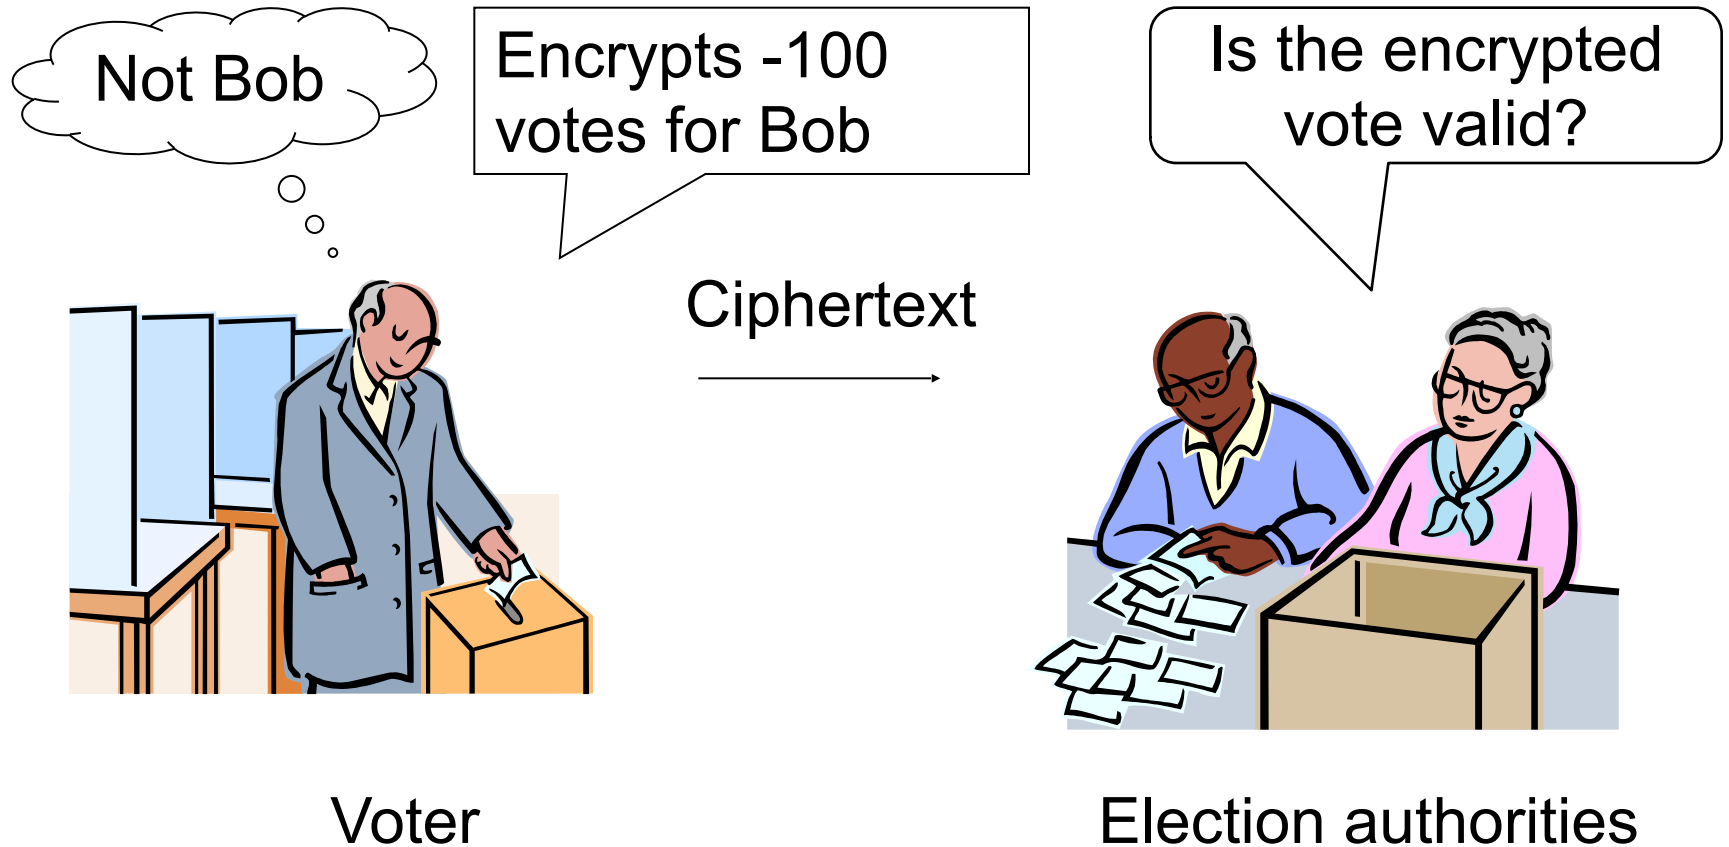 Not Bob
Encrypts -100
votes for Bob
Is the encrypted
vote valid?
Ciphertext
Voter
Election authorities